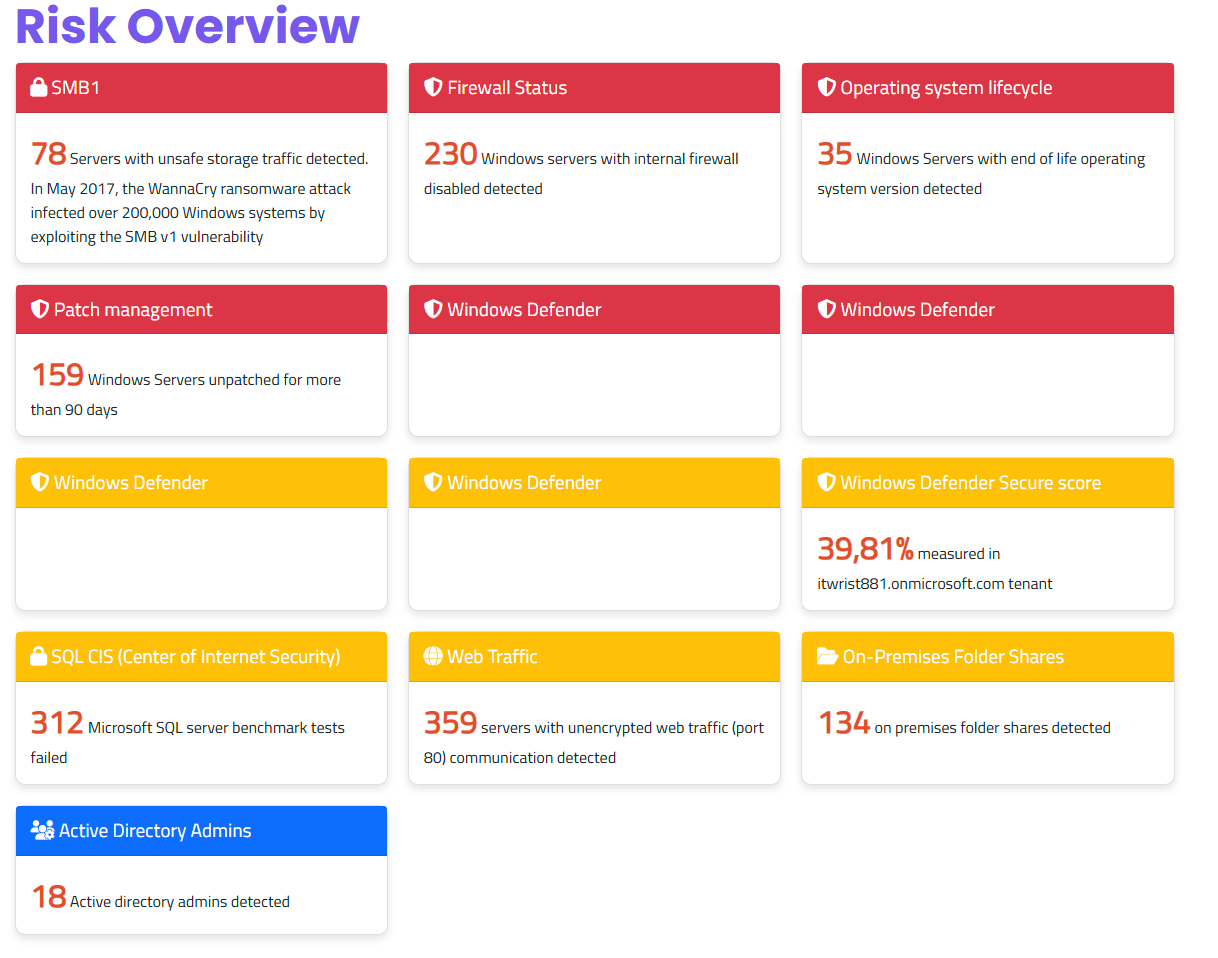 Risk Overview
SMB1
78 Servers with unsafe storage traffic detected.
In May 2017, the WannaCry ransomware attack
infected over 200,000 Windows systems by
exploiting the SMB v1 vulnerability
Firewall Status
230 Windows servers with internal firewall
disabled detected
Operating system lifecycle
35 Windows Servers with end of life operating
system version detected
Patch management
159 Windows Servers unpatched for more
than 90 days
Windows Defender
Windows Defender
Windows Defender
Windows Defender
Windows Defender Secure score
39,81% measured in
itwrist881.onmicrosoft.com tenant
SQL CIS (Center of Internet Security)
312 Microsoft SQL server benchmark tests
failed
Web Traffic
359 servers with unencrypted web traffic (port
80) communication detected
On-Premises Folder Shares
134 on premises folder shares detected
Active Directory Admins
18 Active directory admins detected